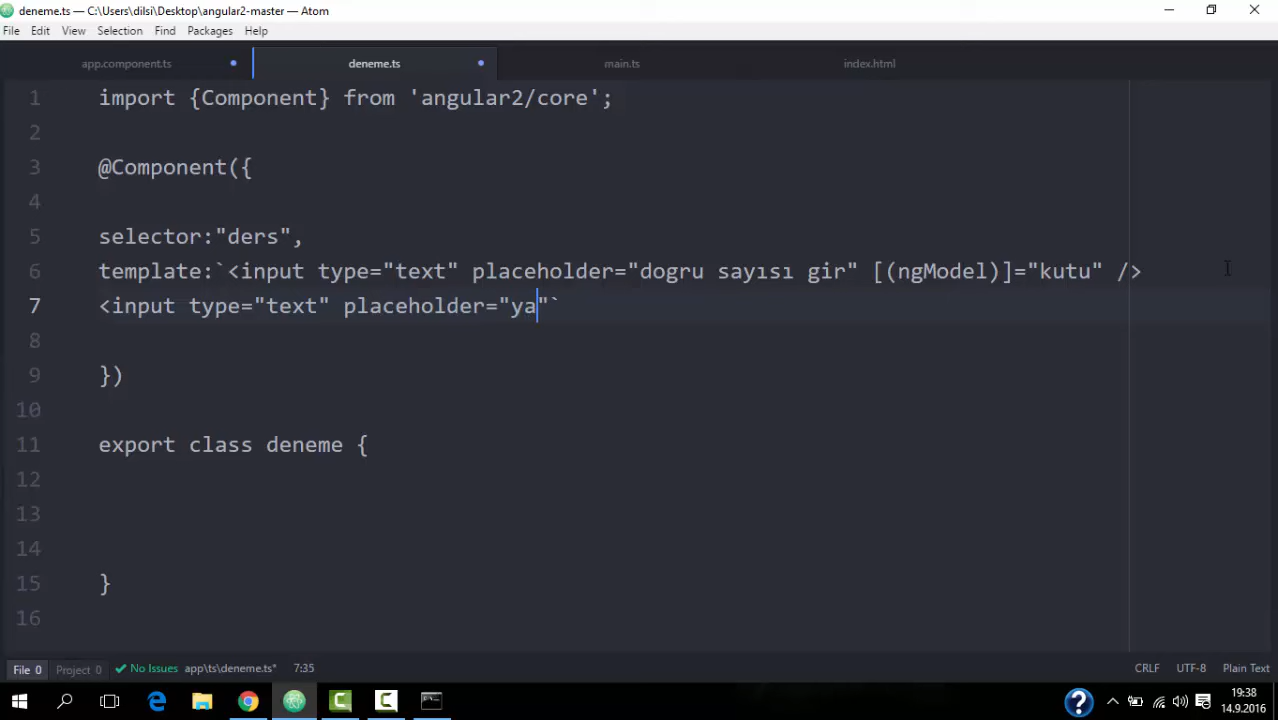 deneme.ts — C:\Users\dilsi\Desktop\angular2-master — Atom
File Edit View Selection Find Packages Help
app.component.ts deneme.ts main.ts index.html
1 import {Component} from 'angular2/core';
2
3 @Component({
4
5 selector:"ders",
6 template:`<input type="text" placeholder="dogru sayısı gir" [(ngModel)]="kutu" />
7 <input type="text" placeholder="ya"`
8
9 })
10
11 export class deneme {
12
13
14
15 }
16
File 0 Project 0 No Issues app\ts\deneme.ts* 7:35 CRLF UTF-8 Plain Text
19:38
14.9.2016